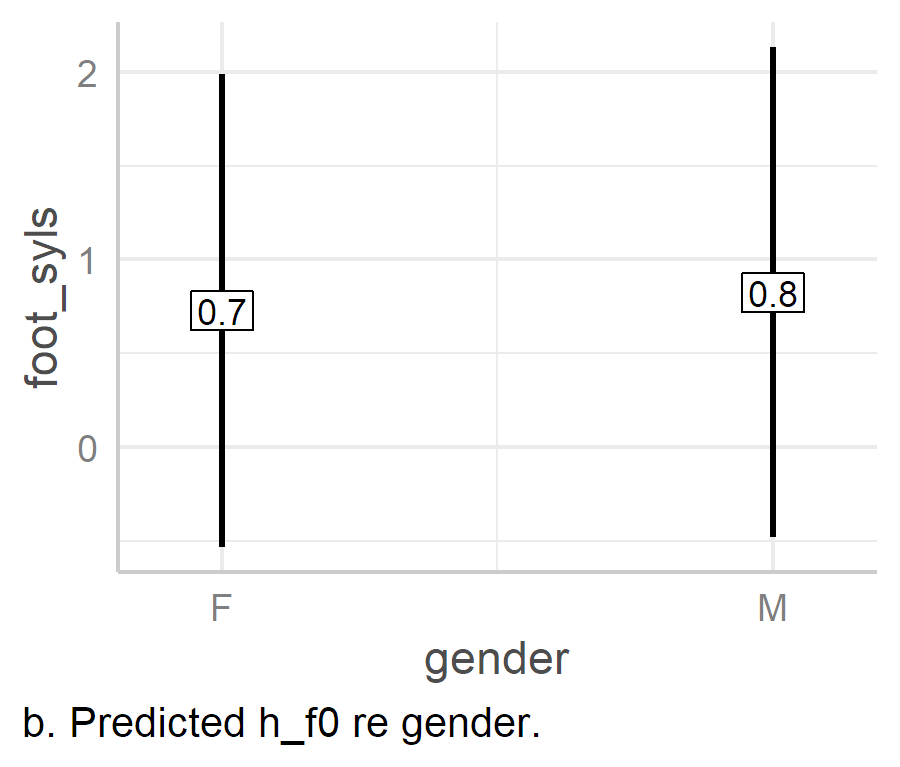 2
1
0
foot_syls
0.7
0.8
F
M
gender
b. Predicted h_f0 re gender.